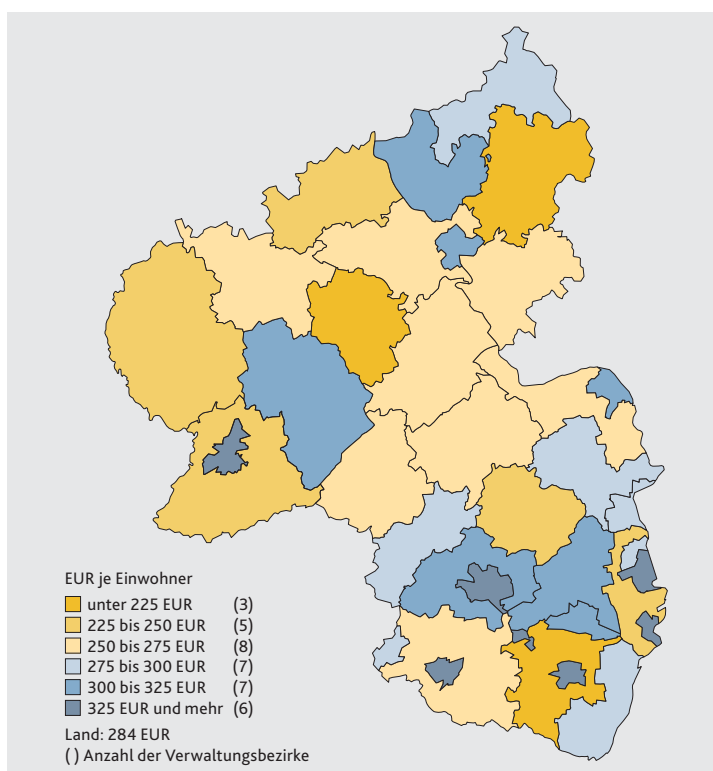 EUR je Einwohner
unter 225 EUR (3)
225 bis 250 EUR (5)
250 bis 275 EUR (8)
275 bis 300 EUR (7)
300 bis 325 EUR (7)
325 EUR und mehr (6)
Land: 284 EUR
( ) Anzahl der Verwaltungsbezirke